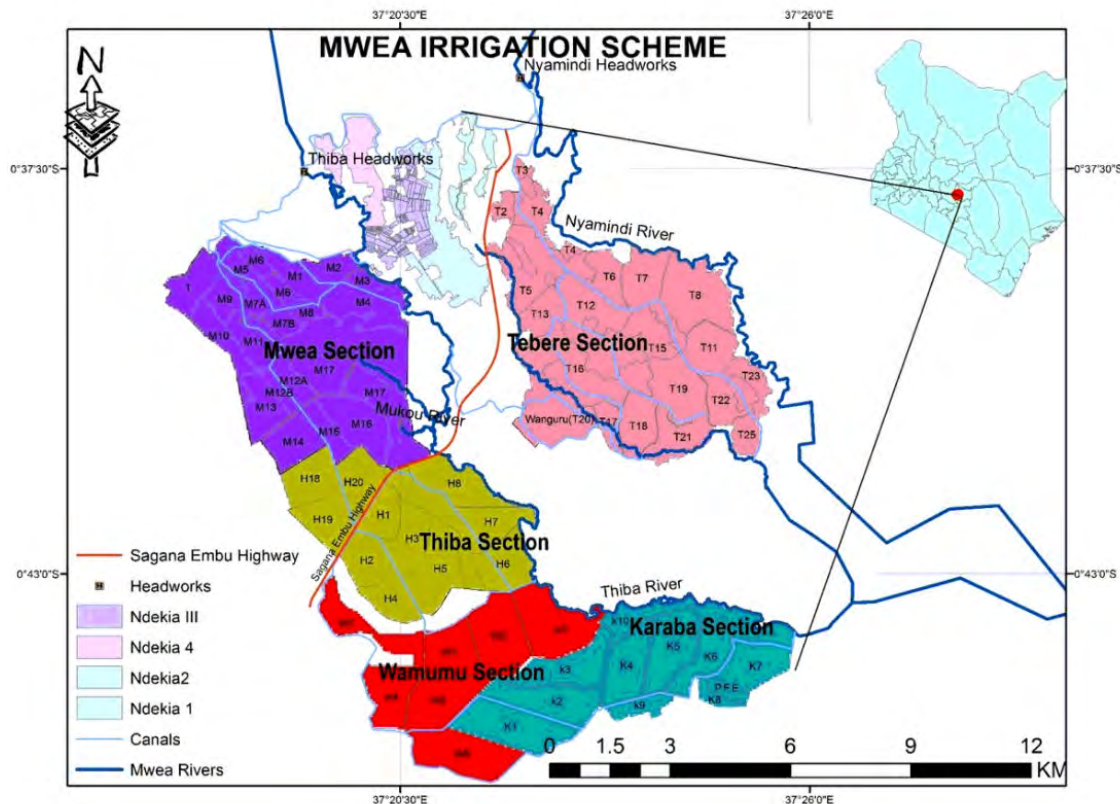 37°20'30"E
37°26'0"E
MWEA IRRIGATION SCHEME
Nyamindi Headworks
N
Thiba Headworks
0°37'30"S
0°37'30"S
T3
T2
T4
Nyamindi River
T4
T6
T7
T8
T5
T12
T13
Tebere Section
T15
T11
T16
T19
T23
T22
Wanguru(T20)
T17
T18
T21
T25
M6
M5
M1
M2
M3
M9
M7A
M8
M4
M7B
M10
M11
Mwea Section
M17
M12A
M12B
M17
M13
Mukou River
M15
M16
M14
H18
H20
H8
H19
H1
H7
H3
Thiba Section
Sagana Embu Highway
H2
H5
H6
H4
0°43'0"S
0°43'0"S
Thiba River
k10
Karaba Section
K5
K6
K7
k3
K4
Wamumu Section
k2
K8
k9
K1
Sagana Embu Highway
Headworks
Ndekia III
Ndekia 4
Ndekia2
Ndekia 1
Canals
Mwea Rivers
0 1.5 3 6 9 12
KM
37°20'30"E
37°26'0"E